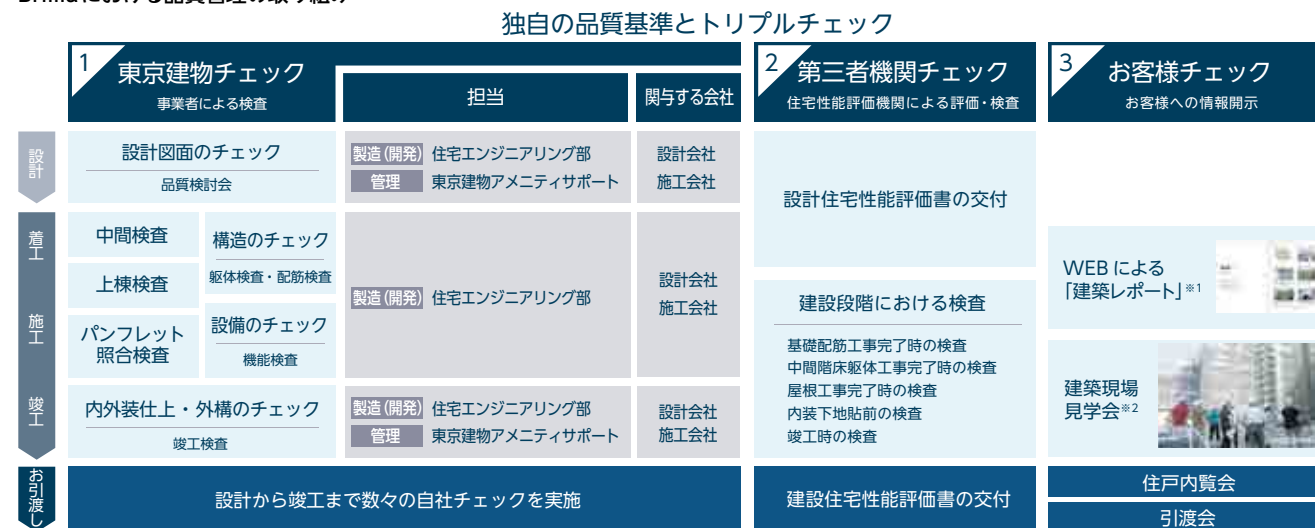 Brilliaにおける品質管理の取り組み
独自の品質基準とトリプルチェック
1
東京建物チェック
事業者による検査
担当
関与する会社
2
第三者機関チェック
住宅性能評価機関による評価・検査
3
お客様チェック
お客様への情報開示
設計
設計図面のチェック
品質検討会
製造(開発) 住宅エンジニアリング部
管理 東京建物アメニティサポート
設計会社
施工会社
設計住宅性能評価書の交付
着工
施工
竣工
中間検査
上棟検査
パンフレット
照合検査
構造のチェック
躯体検査・配筋検査
設備のチェック
機能検査
製造(開発) 住宅エンジニアリング部
設計会社
施工会社
内外装仕上・外構のチェック
竣工検査
製造(開発) 住宅エンジニアリング部
管理 東京建物アメニティサポート
設計会社
施工会社
建設段階における検査
基礎配筋工事完了時の検査
中間階床躯体工事完了時の検査
屋根工事完了時の検査
内装下地貼前の検査
竣工時の検査
WEBによる
「建築レポート」※1
建築現場
見学会※2
お引渡し
設計から竣工まで数々の自社チェックを実施
建設住宅性能評価書の交付
住戸内覧会
引渡会